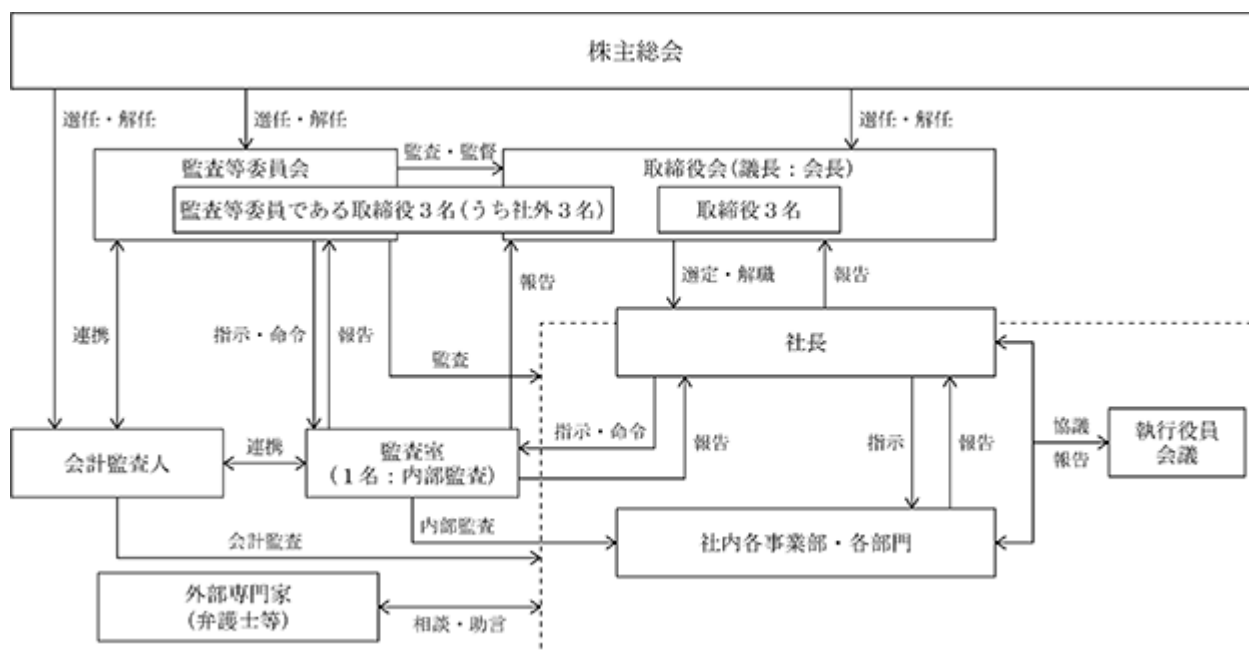 株主総会
選任・解任
選任・解任
選任・解任
監査等委員会
監査・監督
取締役会(議長：会長)
監査等委員である取締役３名(うち社外３名)
取締役３名
報告
選定・解職
報告
連携
指示・命令
報告
監査
社長
指示・命令
報告
指示
報告
協議
報告
執行役員
会議
会計監査人
連携
監査室
(１名：内部監査)
内部監査
会計監査
社内各事業部・各部門
外部専門家
(弁護士等)
相談・助言